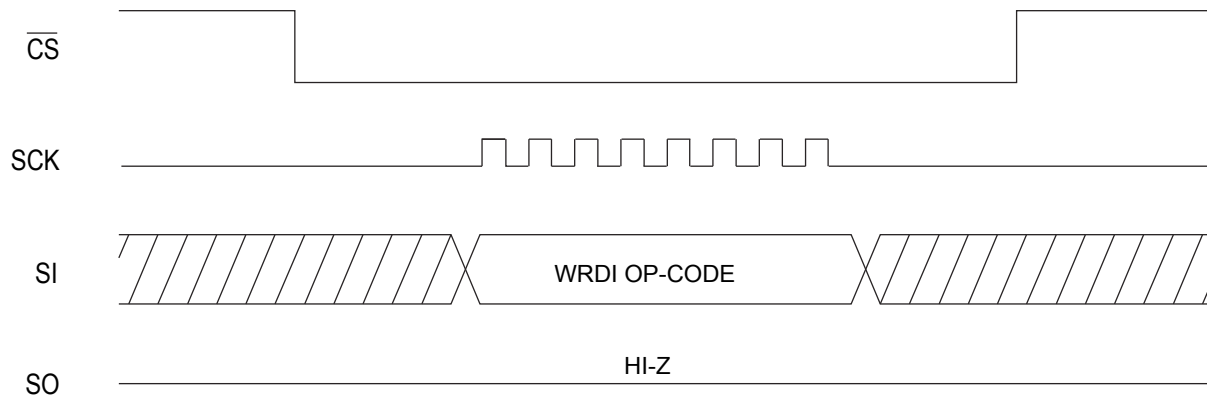 CS
SCK
SI
WRDI OP-CODE
HI-Z
SO